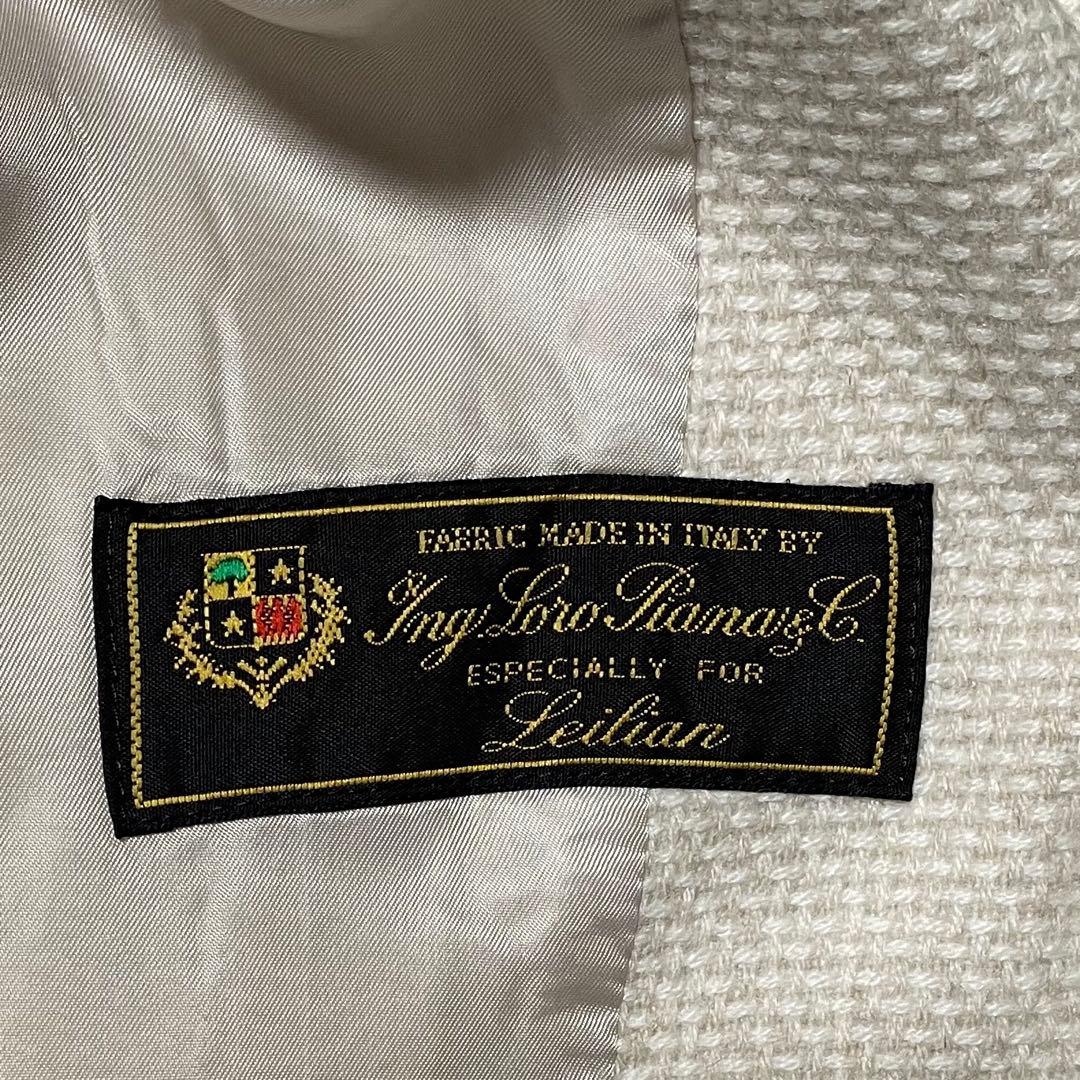 FABRIC MADE IN ITALY BY
Ing. Loro Piana & C.
ESPECIALLY FOR
Leilian